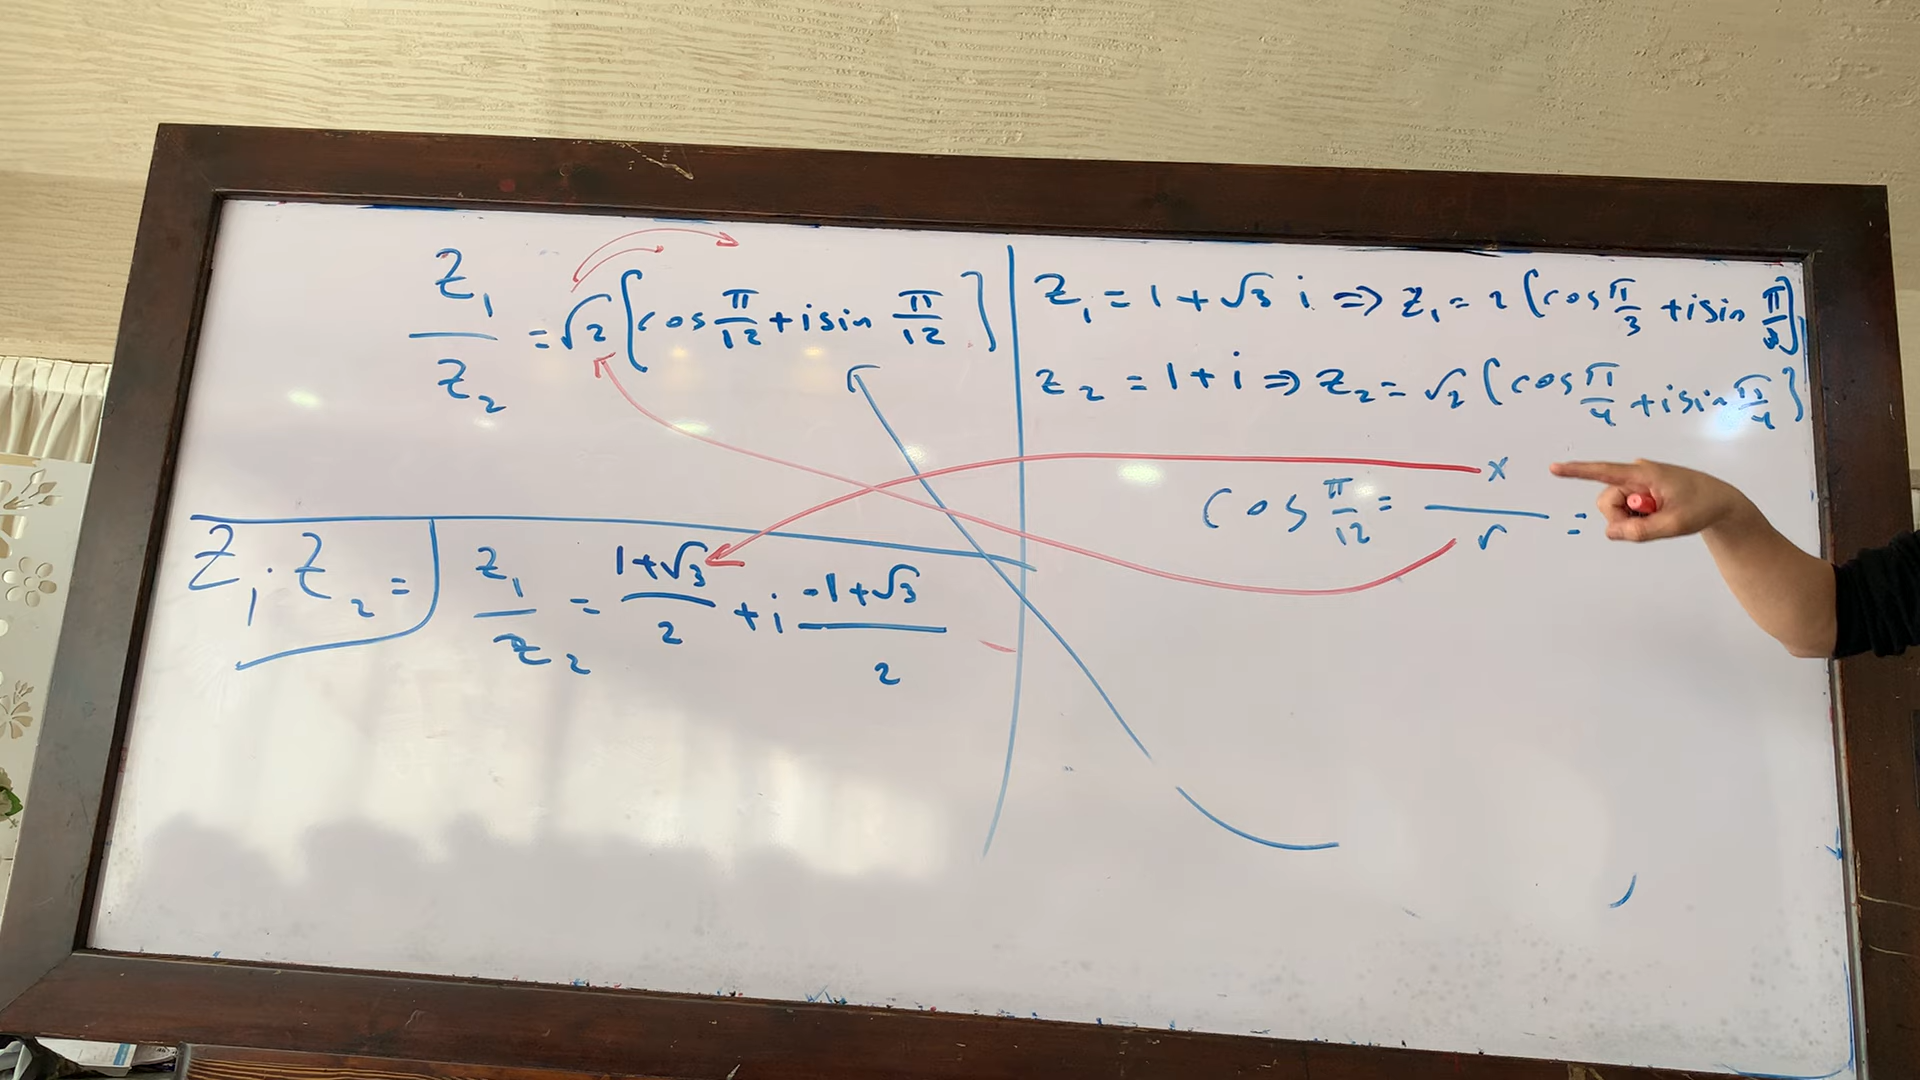 Z₁/Z₂ = √2 [cos π/12 + i sin π/12]
Z₁ · Z₂ =
Z₁/Z₂ = (1+√3)/2 + i (-1+√3)/2
Z₁ = 1 + √3 i ⇒ Z₁ = 2 (cos π/3 + i sin π/3)
Z₂ = 1 + i ⇒ Z₂ = √2 (cos π/4 + i sin π/4)
cos π/12 = x/r =